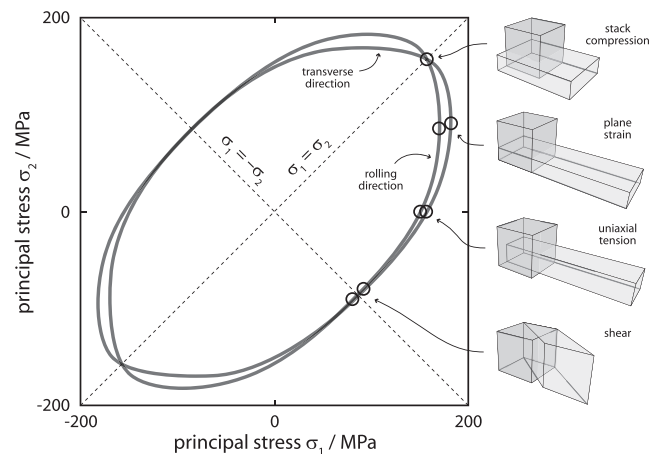 200
0
-200
-200
0
200
principal stress σ₂ / MPa
principal stress σ₁ / MPa
transverse
direction
σ₁ = -σ₂
σ₁ = σ₂
rolling
direction
stack
compression
plane
strain
uniaxial
tension
shear